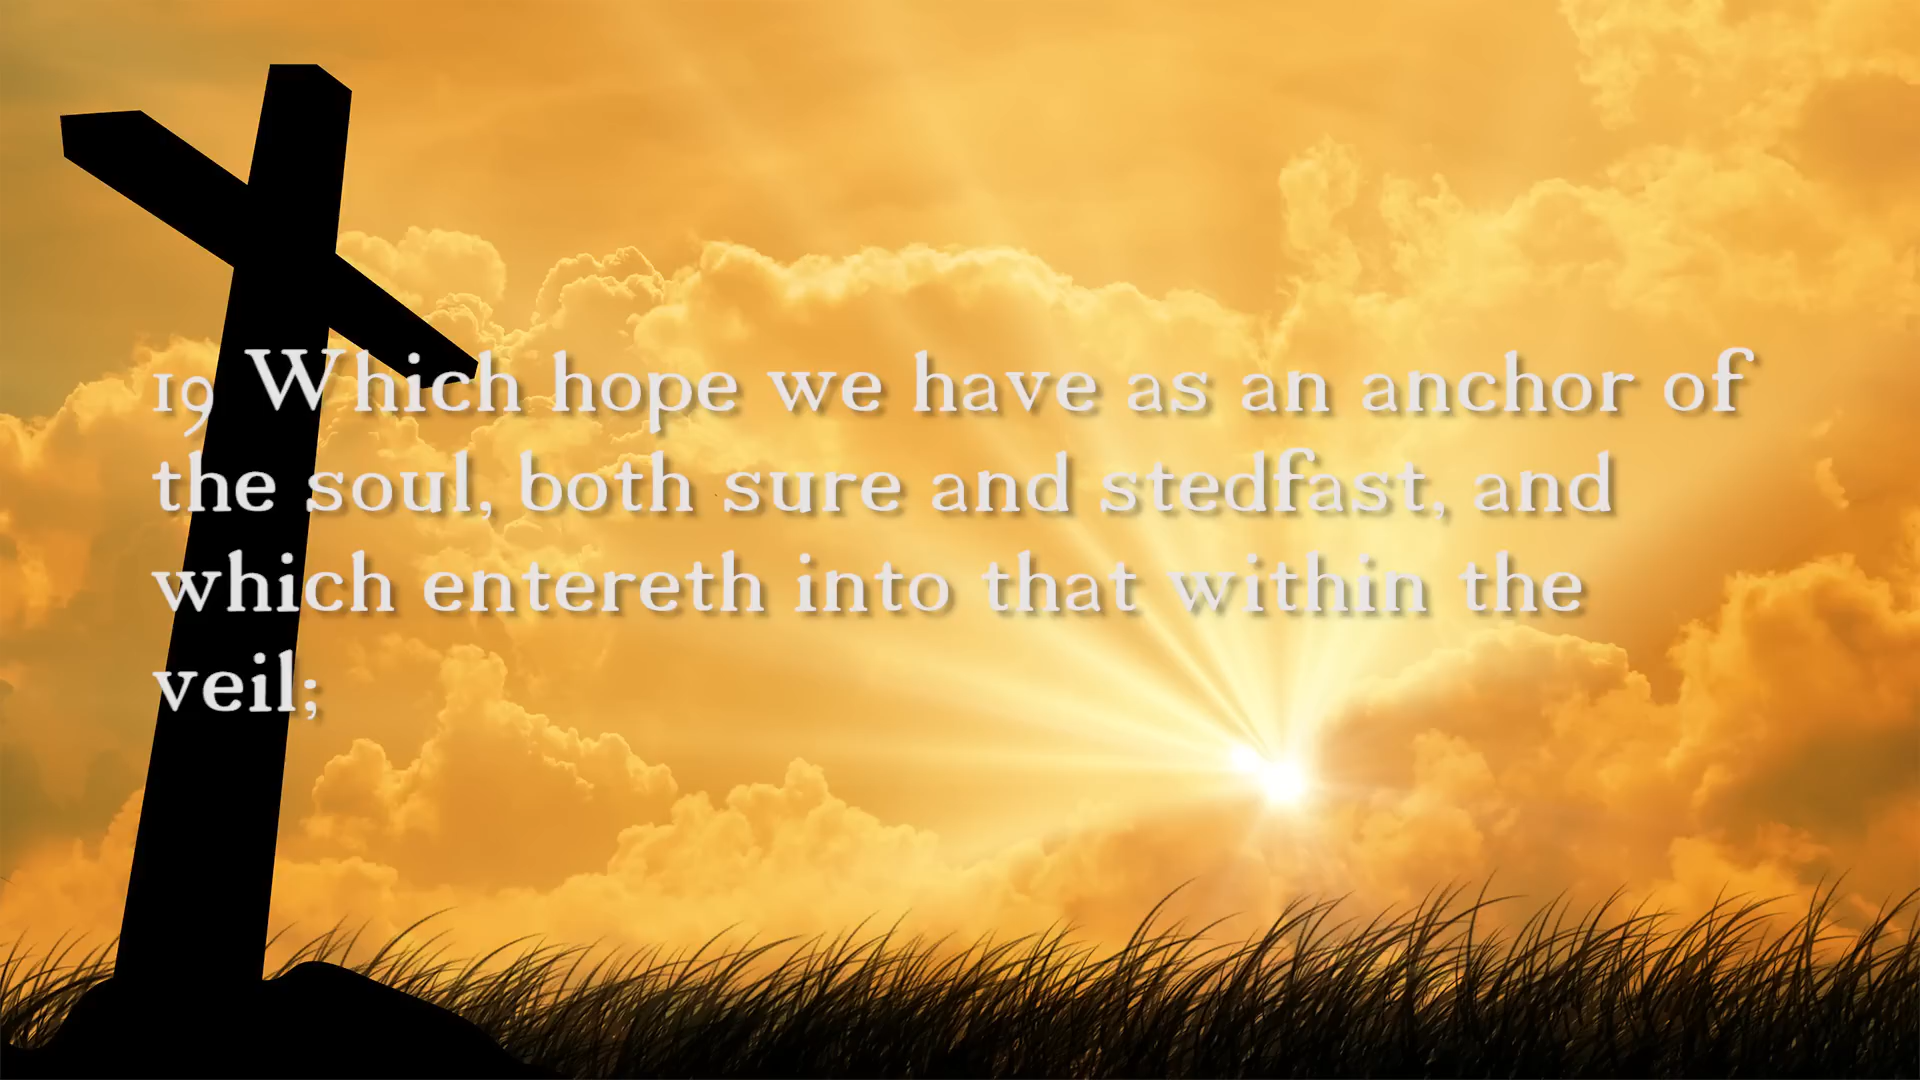 19 Which hope we have as an anchor of
the soul, both sure and stedfast, and
which entereth into that within the
veil;